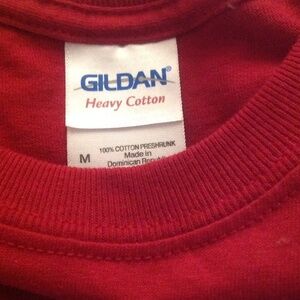 GILDAN®
Heavy Cotton
M
100% COTTON PRESHRUNK
Made in
Dominican